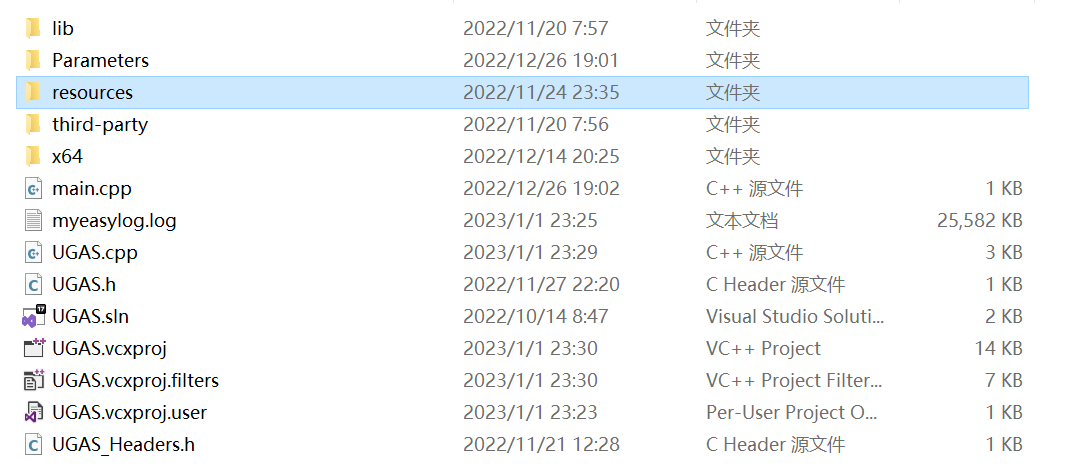 lib 2022/11/20 7:57 文件夹
Parameters 2022/12/26 19:01 文件夹
resources 2022/11/24 23:35 文件夹
third-party 2022/11/20 7:56 文件夹
x64 2022/12/14 20:25 文件夹
main.cpp 2022/12/26 19:02 C++ 源文件 1 KB
myeasylog.log 2023/1/1 23:25 文本文档 25,582 KB
UGAS.cpp 2023/1/1 23:29 C++ 源文件 3 KB
UGAS.h 2022/11/27 22:20 C Header 源文件 1 KB
UGAS.sln 2022/10/14 8:47 Visual Studio Soluti... 2 KB
UGAS.vcxproj 2023/1/1 23:30 VC++ Project 14 KB
UGAS.vcxproj.filters 2023/1/1 23:30 VC++ Project Filter... 7 KB
UGAS.vcxproj.user 2023/1/1 23:23 Per-User Project O... 1 KB
UGAS_Headers.h 2022/11/21 12:28 C Header 源文件 1 KB